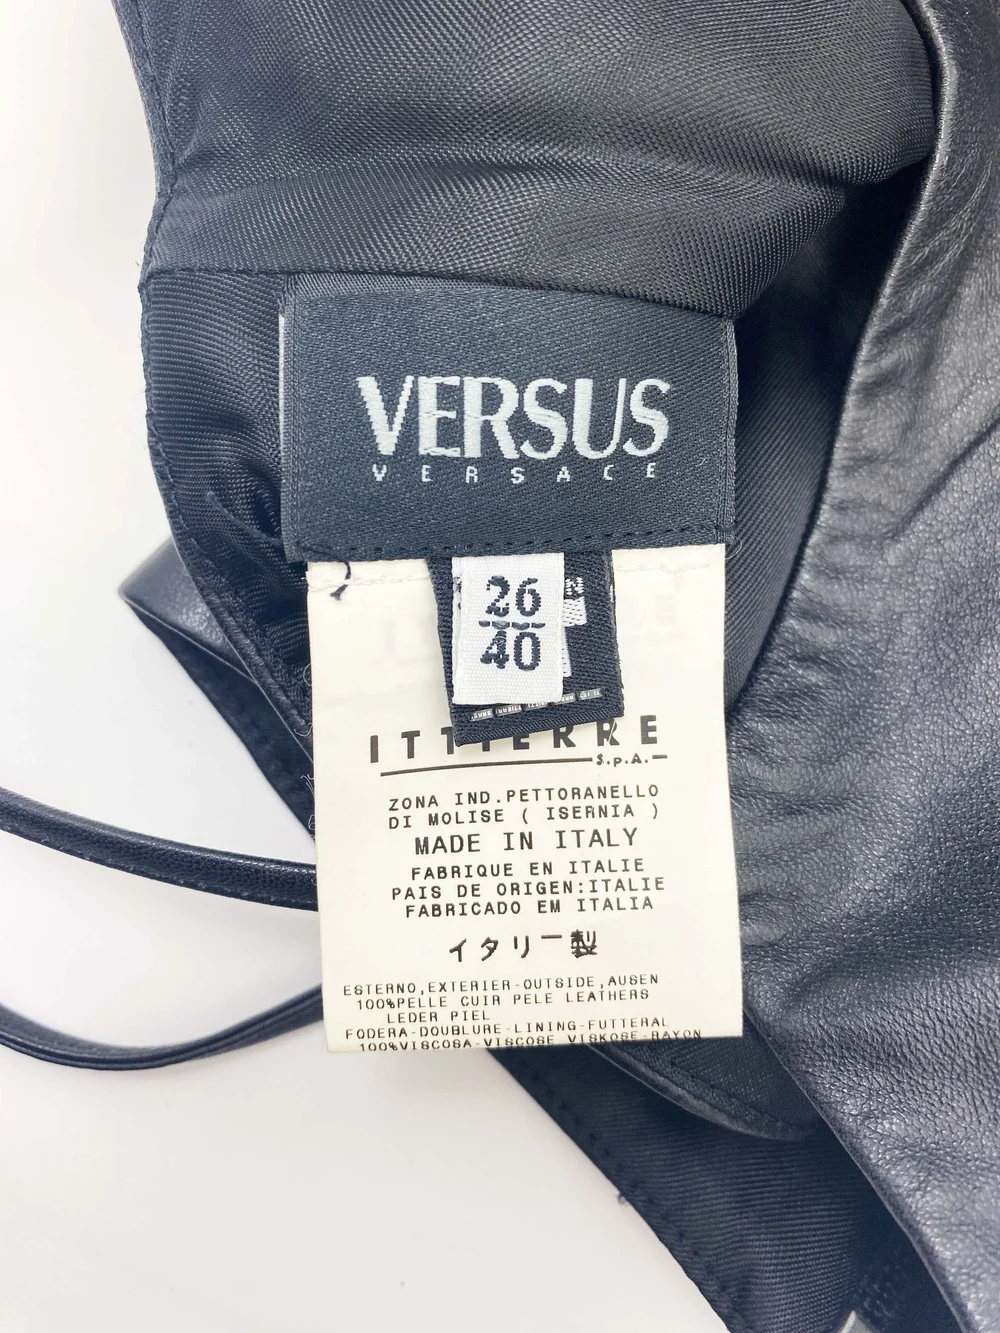 VERSUS
VERSACE
26
40
ITTIERRE
S.p.A.
ZONA IND.PETTORANELLO
DI MOLISE ( ISERNIA )
MADE IN ITALY
FABRIQUE EN ITALIE
PAIS DE ORIGEN:ITALIE
FABRICADO EM ITALIA
イタリー製
ESTERNO,EXTERIER-OUTSIDE,AUSEN
100%PELLE CUIR PELE LEATHERS
LEDER PIEL
FODERA-DOUBLURE-LINING-FUTTERAL
100%VISCOSA-VISCOSE VISKOSE-RAYON